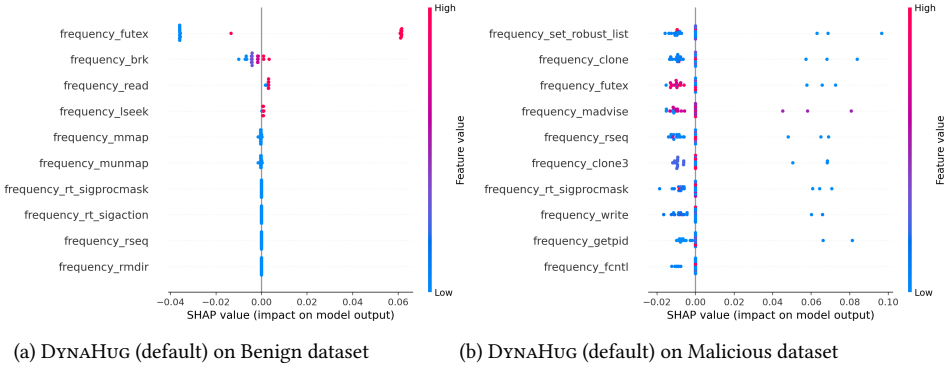 High
frequency_futex
frequency_brk
frequency_read
frequency_lseek
frequency_mmap
frequency_munmap
frequency_rt_sigprocmask
frequency_rt_sigaction
frequency_rseq
frequency_rmdir
Feature value
Low
−0.04 −0.02 0.00 0.02 0.04 0.06
SHAP value (impact on model output)
(a) DynaHug (default) on Benign dataset
High
frequency_set_robust_list
frequency_clone
frequency_futex
frequency_madvise
frequency_rseq
frequency_clone3
frequency_rt_sigprocmask
frequency_write
frequency_getpid
frequency_fcntl
Feature value
Low
−0.02 0.00 0.02 0.04 0.06 0.08 0.10
SHAP value (impact on model output)
(b) DynaHug (default) on Malicious dataset